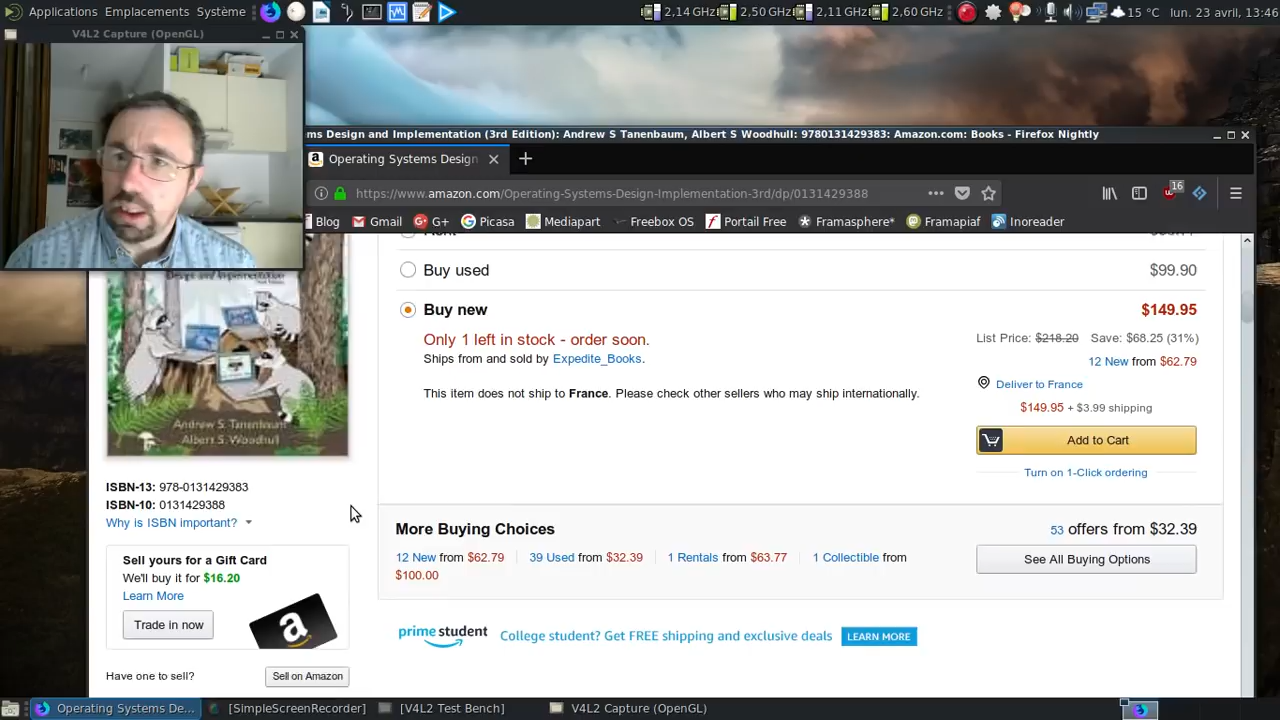 Applications Emplacements Système 2,14 GHz 2,50 GHz 2,11 GHz 2,60 GHz 15 °C lun. 23 avril, 13:46
V4L2 Capture (OpenGL)
ms Design and Implementation (3rd Edition): Andrew S Tanenbaum, Albert S Woodhull: 9780131429383: Amazon.com: Books - Firefox Nightly
Operating Systems Design
https://www.amazon.com/Operating-Systems-Design-Implementation-3rd/dp/0131429388 16
Blog Gmail G+ Picasa Mediapart Freebox OS Portail Free Framasphere* Framapiaf Inoreader
Buy used $99.90
Design and Implementation
Buy new $149.95
Only 1 left in stock - order soon. List Price: $218.20 Save: $68.25 (31%)
Ships from and sold by Expedite_Books. 12 New from $62.79
Deliver to France
This item does not ship to France. Please check other sellers who may ship internationally.
$149.95 + $3.99 shipping
Andrew S. Tanenbaum
Albert S. Woodhull
Add to Cart
Turn on 1-Click ordering
ISBN-13: 978-0131429383
ISBN-10: 0131429388
Why is ISBN important?
More Buying Choices 53 offers from $32.39
12 New from $62.79 39 Used from $32.39 1 Rentals from $63.77 1 Collectible from
$100.00
See All Buying Options
Sell yours for a Gift Card
We'll buy it for $16.20
Learn More
Trade in now
prime student College student? Get FREE shipping and exclusive deals LEARN MORE
Have one to sell? Sell on Amazon
Operating Systems De... [SimpleScreenRecorder] [V4L2 Test Bench] V4L2 Capture (OpenGL)